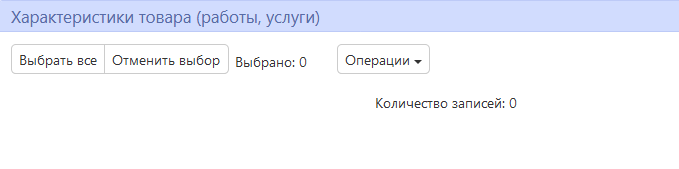 Характеристики товара (работы, услуги)
Выбрать все Отменить выбор Выбрано: 0 Операции
Количество записей: 0